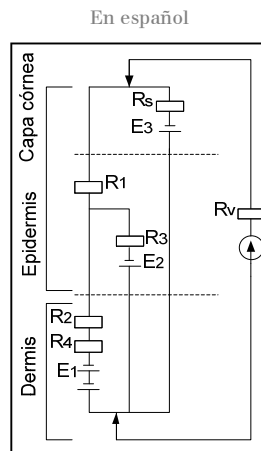 En español
Capa córnea
Rs
E3
R1
Epidermis
R3
Rv
E2
R2
R4
Dermis
E1